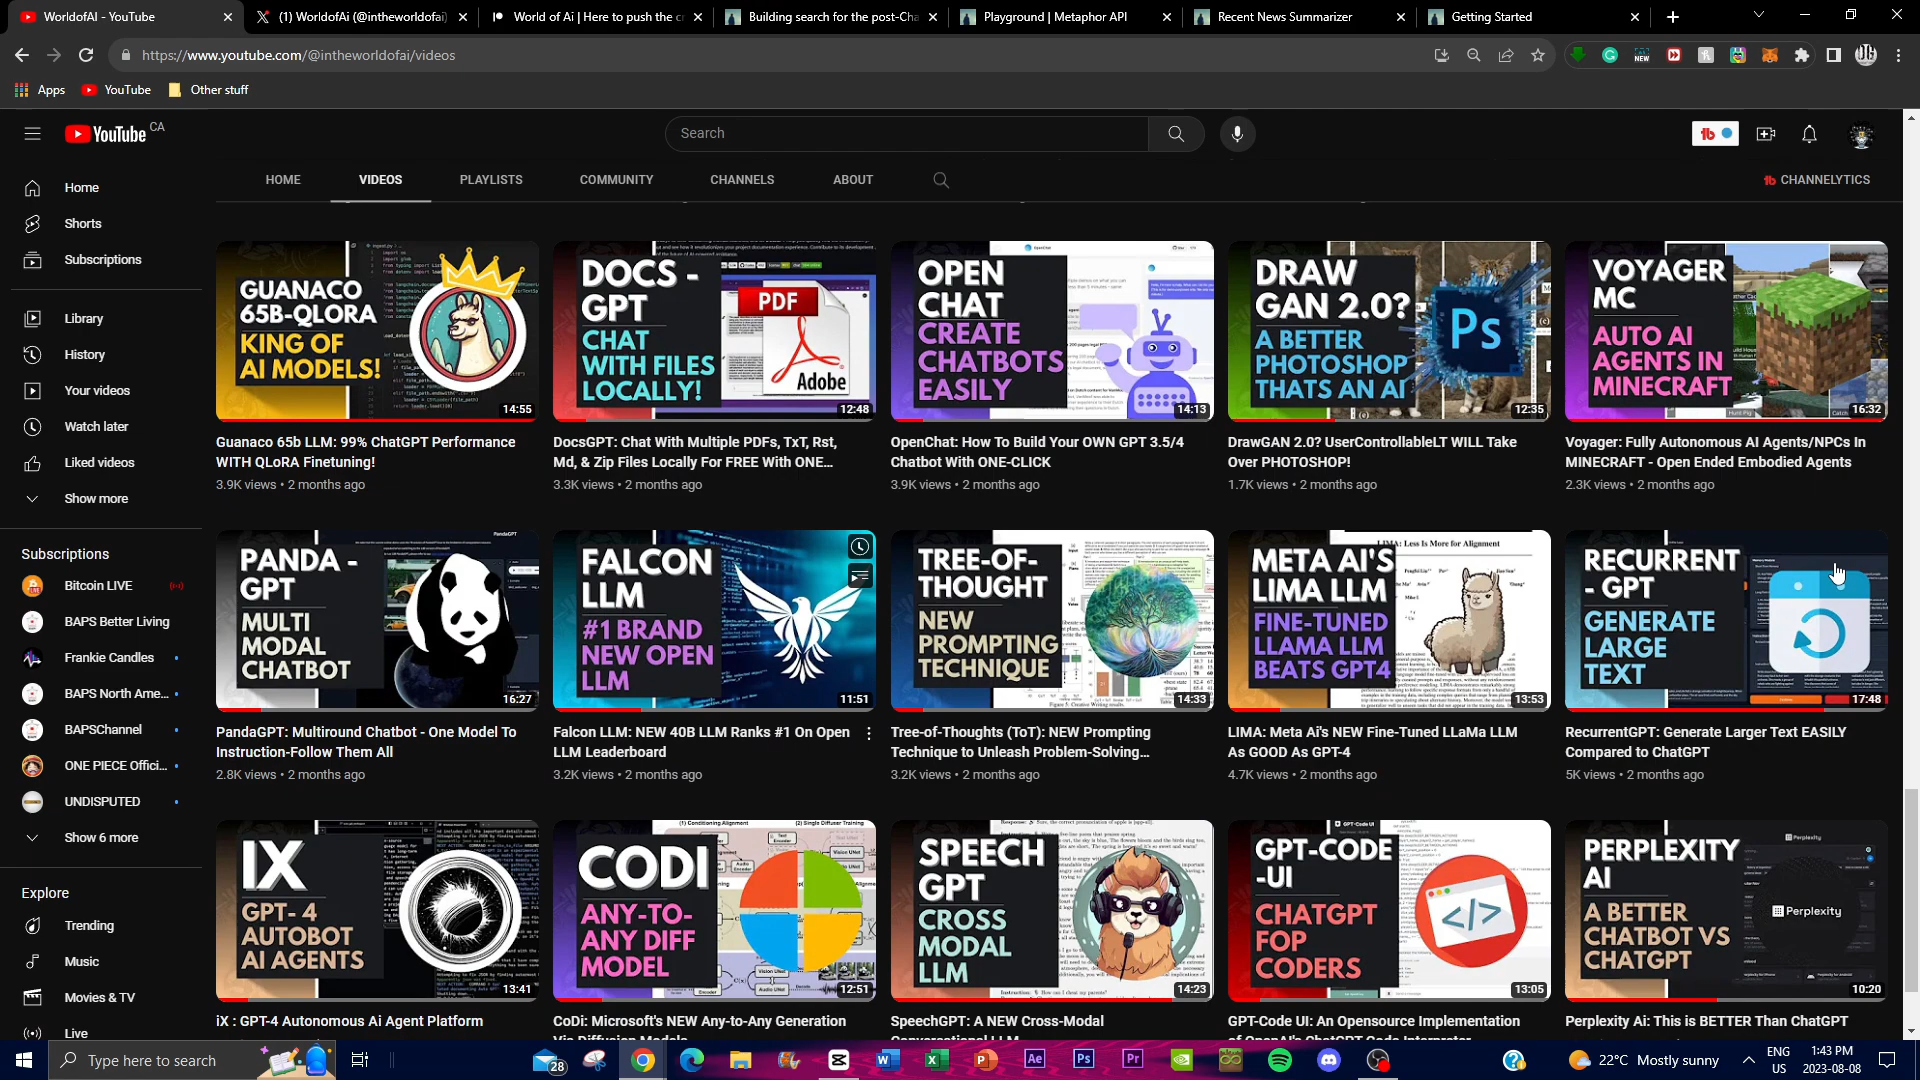 WorldofAI - YouTube
(1) WorldofAi (@intheworldofai)
World of Ai | Here to push the c
Building search for the post-Cha
Playground | Metaphor API
Recent News Summarizer
Getting Started
https://www.youtube.com/@intheworldofai/videos
Apps
YouTube
Other stuff
YouTube CA
Search
HOME
VIDEOS
PLAYLISTS
COMMUNITY
CHANNELS
ABOUT
CHANNELYTICS
Home
Shorts
Subscriptions
Library
History
Your videos
Watch later
Liked videos
Show more
Subscriptions
Bitcoin LIVE
BAPS Better Living
Frankie Candles
BAPS North Ame...
BAPSChannel
ONE PIECE Offici...
UNDISPUTED
Show 6 more
Explore
Trending
Music
Movies & TV
Live
GUANACO
65B-QLORA
KING OF
AI MODELS!
14:55
Guanaco 65b LLM: 99% ChatGPT Performance
WITH QLoRA Finetuning!
3.9K views • 2 months ago
DOCS -
GPT
CHAT
WITH FILES
LOCALLY!
PDF
Adobe
12:48
DocsGPT: Chat With Multiple PDFs, TxT, Rst,
Md, & Zip Files Locally For FREE With ONE...
3.3K views • 2 months ago
OPEN
CHAT
CREATE
CHATBOTS
EASILY
14:13
OpenChat: How To Build Your OWN GPT 3.5/4
Chatbot With ONE-CLICK
3.9K views • 2 months ago
DRAW
GAN 2.0?
A BETTER
PHOTOSHOP
THATS AN AI
Ps
12:35
DrawGAN 2.0? UserControllableLT WILL Take
Over PHOTOSHOP!
1.7K views • 2 months ago
VOYAGER
MC
AUTO AI
AGENTS IN
MINECRAFT
16:32
Voyager: Fully Autonomous AI Agents/NPCs In
MINECRAFT - Open Ended Embodied Agents
2.3K views • 2 months ago
PANDA -
GPT
MULTI
MODAL
CHATBOT
PandaGPT
16:27
PandaGPT: Multiround Chatbot - One Model To
Instruction-Follow Them All
2.8K views • 2 months ago
FALCON
LLM
#1 BRAND
NEW OPEN
LLM
11:51
Falcon LLM: NEW 40B LLM Ranks #1 On Open
LLM Leaderboard
3.2K views • 2 months ago
TREE-OF-
THOUGHT
NEW
PROMPTING
TECHNIQUE
14:33
Tree-of-Thoughts (ToT): NEW Prompting
Technique to Unleash Problem-Solving...
3.2K views • 2 months ago
LIMA: Less Is More for Alignment
META AI'S
LIMA LLM
FINE-TUNED
LLAMA LLM
BEATS GPT4
13:53
LIMA: Meta Ai's NEW Fine-Tuned LLaMa LLM
As GOOD As GPT-4
4.7K views • 2 months ago
RECURRENT
- GPT
GENERATE
LARGE
TEXT
17:48
RecurrentGPT: Generate Larger Text EASILY
Compared to ChatGPT
5K views • 2 months ago
IX
GPT- 4
AUTOBOT
AI AGENTS
13:41
iX : GPT-4 Autonomous Ai Agent Platform
CODI
ANY-TO-
ANY DIFF
MODEL
12:51
CoDi: Microsoft's NEW Any-to-Any Generation
Via Diffusion Models
SPEECH
GPT
CROSS
MODAL
LLM
14:23
SpeechGPT: A NEW Cross-Modal
Conversational LLM
GPT-Code UI
GPT-CODE
-UI
CHATGPT
FOP
CODERS
13:05
GPT-Code UI: An Opensource Implementation
of OpenAI's ChatGPT Code Interpreter
PERPLEXITY
AI
A BETTER
CHATBOT VS
CHATGPT
Perplexity
10:20
Perplexity Ai: This is BETTER Than ChatGPT
Type here to search
28
22°C Mostly sunny
ENG
US
1:43 PM
2023-08-08